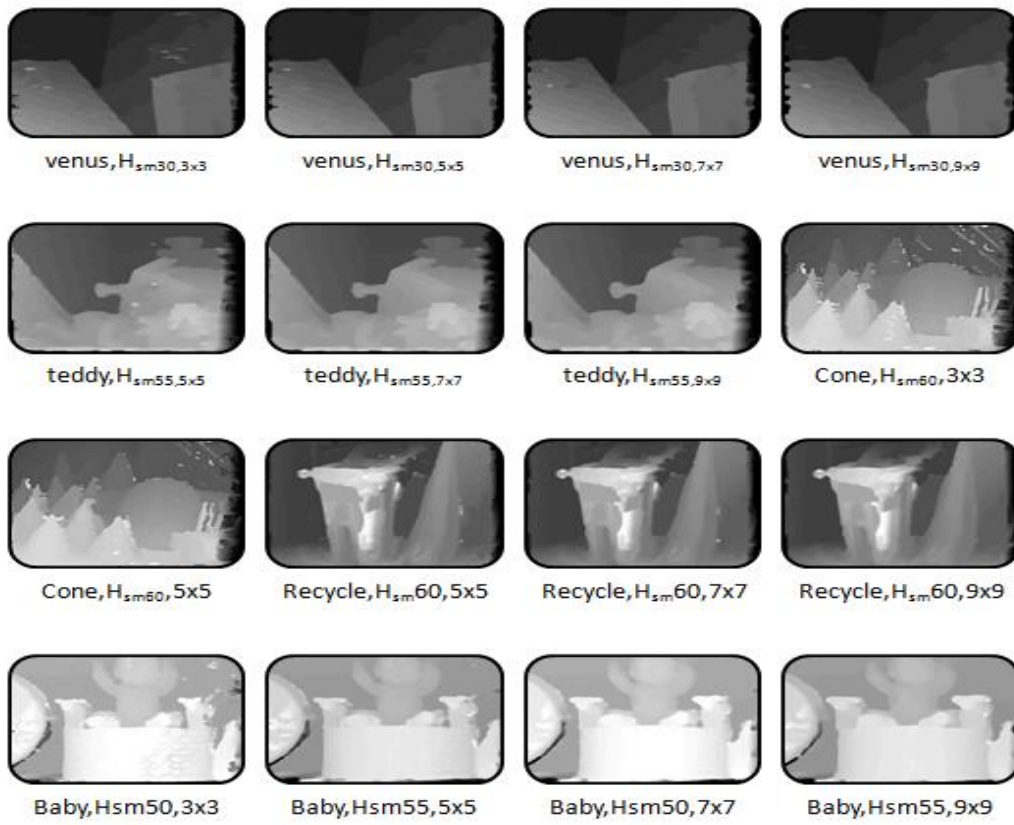 venus,Hsm30,3x3 venus,Hsm30,5x5 venus,Hsm30,7x7 venus,Hsm30,9x9
teddy,Hsm55,5x5 teddy,Hsm55,7x7 teddy,Hsm55,9x9 Cone,Hsm60,3x3
Cone,Hsm60,5x5 Recycle,Hsm60,5x5 Recycle,Hsm60,7x7 Recycle,Hsm60,9x9
Baby,Hsm50,3x3 Baby,Hsm55,5x5 Baby,Hsm50,7x7 Baby,Hsm55,9x9